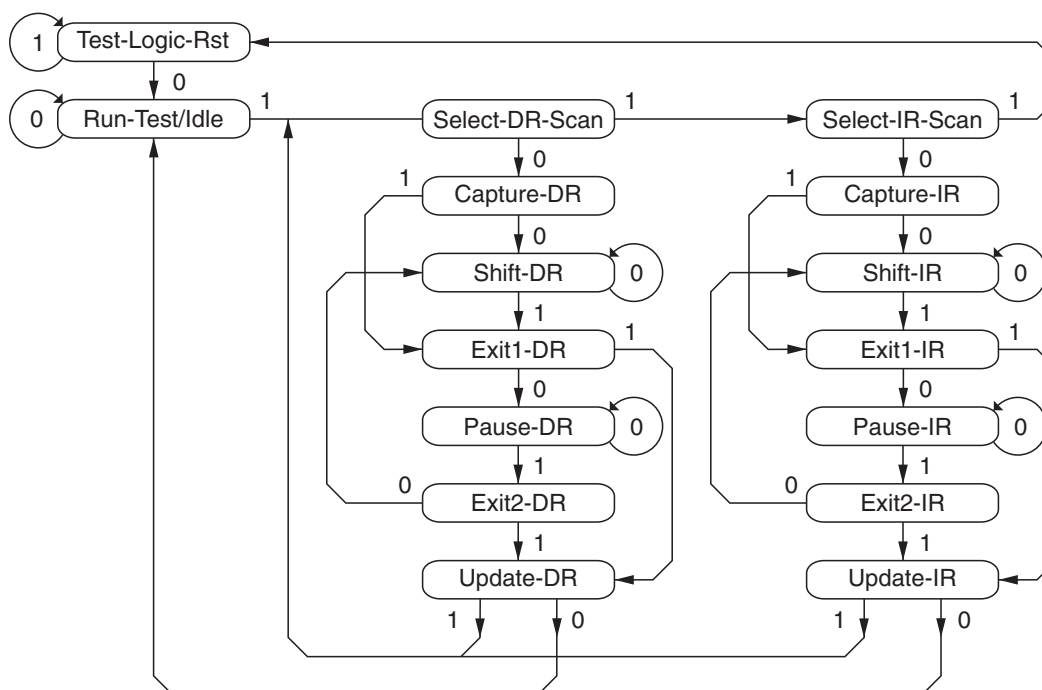 1 Test-Logic-Rst
0
0 Run-Test/Idle 1 Select-DR-Scan 1 Select-IR-Scan 1
0 0
1 Capture-DR 1 Capture-IR
0 0
Shift-DR 0 Shift-IR 0
1 1
Exit1-DR 1 Exit1-IR 1
0 0
Pause-DR 0 Pause-IR 0
1 1
0 Exit2-DR 0 Exit2-IR
1 1
Update-DR Update-IR
1 0 1 0